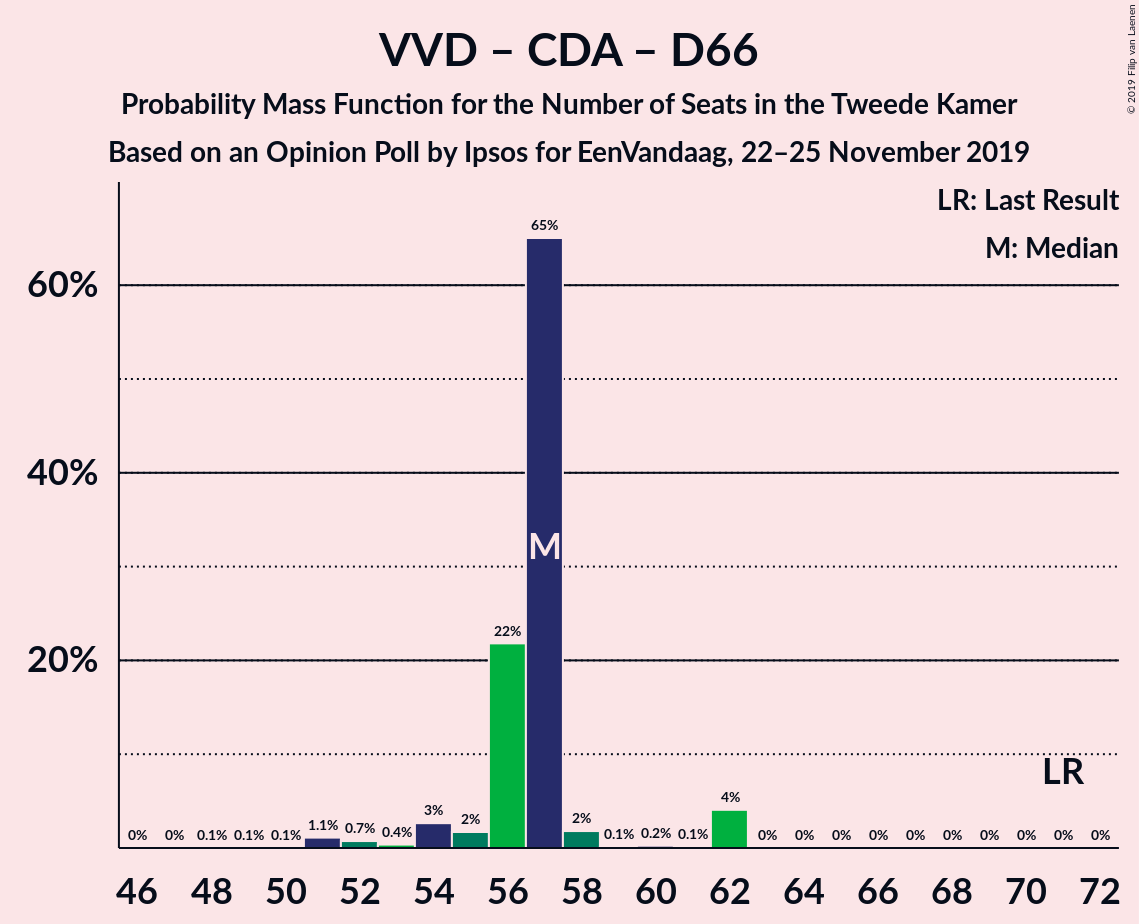 VVD – CDA – D66
Probability Mass Function for the Number of Seats in the Tweede Kamer
Based on an Opinion Poll by Ipsos for EenVandaag, 22–25 November 2019
© 2019 Filip van Laenen
LR: Last Result
M: Median
60%
40%
20%
0% 0% 0.1% 0.1% 0.1% 1.1% 0.7% 0.4% 3% 2% 22% 65% 2% 0.1% 0.2% 0.1% 4% 0% 0% 0% 0% 0% 0% 0% 0% 0% 0%
M
LR
46 48 50 52 54 56 58 60 62 64 66 68 70 72